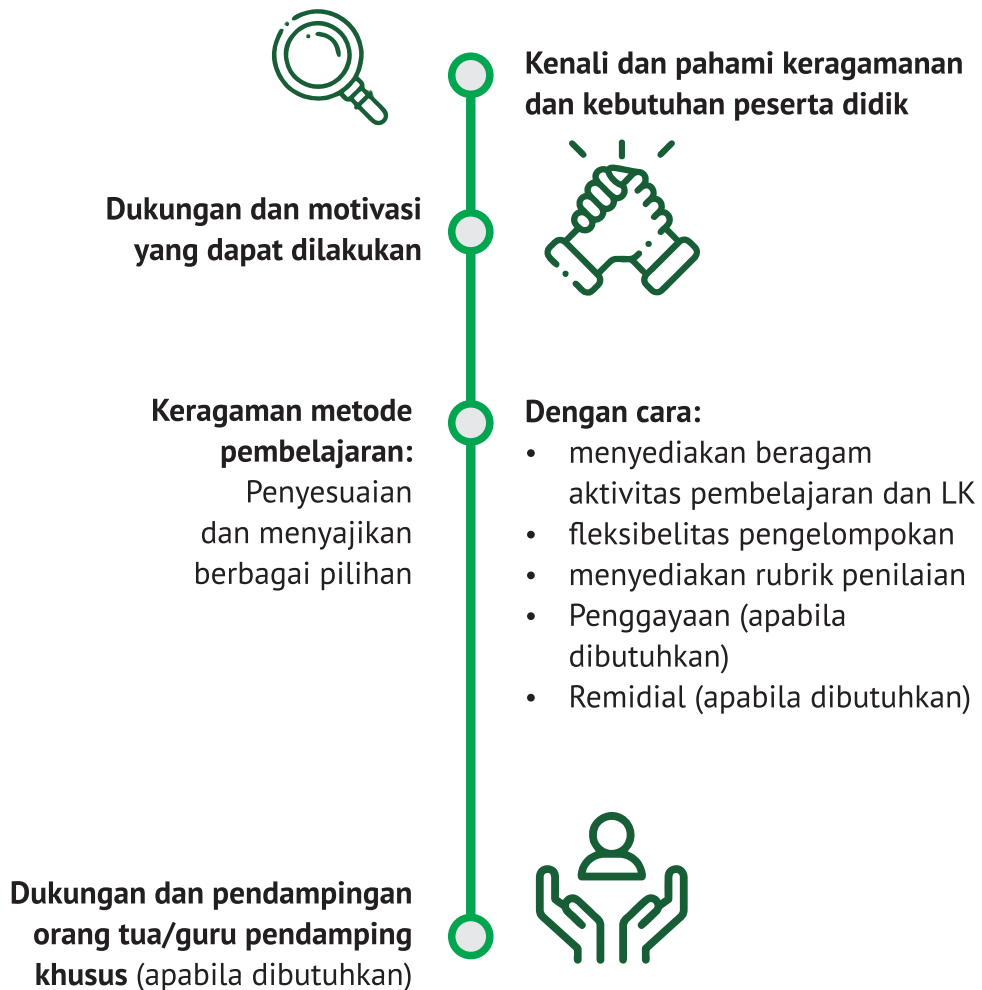 Kenali dan pahami keragamanan
dan kebutuhan peserta didik
Dukungan dan motivasi
yang dapat dilakukan
Keragaman metode
pembelajaran:
Penyesuaian
dan menyajikan
berbagai pilihan
Dengan cara:
• menyediakan beragam
aktivitas pembelajaran dan LK
• fleksibelitas pengelompokan
• menyediakan rubrik penilaian
• Penggayaan (apabila
dibutuhkan)
• Remidial (apabila dibutuhkan)
Dukungan dan pendampingan
orang tua/guru pendamping
khusus (apabila dibutuhkan)